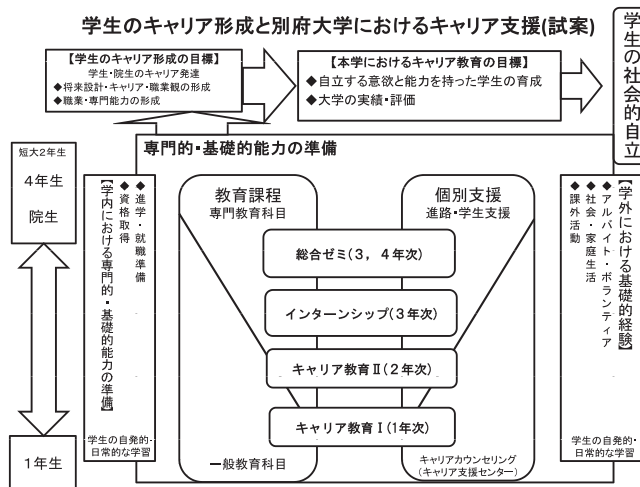 学生のキャリア形成と別府大学におけるキャリア支援(試案)
【学生のキャリア形成の目標】
学生・院生のキャリア発達
◆将来設計・キャリア・職業観の形成
◆職業・専門能力の形成
【本学におけるキャリア教育の目標】
◆自立する意欲と能力を持った学生の育成
◆大学の実績・評価
学生の社会的自立
専門的・基礎的能力の準備
短大2年生
4年生
院生
1年生
◆進学・就職準備
◆資格取得
【学内における専門的・基礎的能力の準備】
学生の自発的・
日常的な学習
教育課程
専門教育科目
一般教育科目
個別支援
進路・学生支援
キャリアカウンセリング
(キャリア支援センター)
総合ゼミ(3,4年次)
インターンシップ(3年次)
キャリア教育Ⅱ(2年次)
キャリア教育Ⅰ(1年次)
【学外における基礎的経験】
◆アルバイト・ボランティア
◆社会・家庭生活
◆課外活動
学生の自発的・
日常的な学習